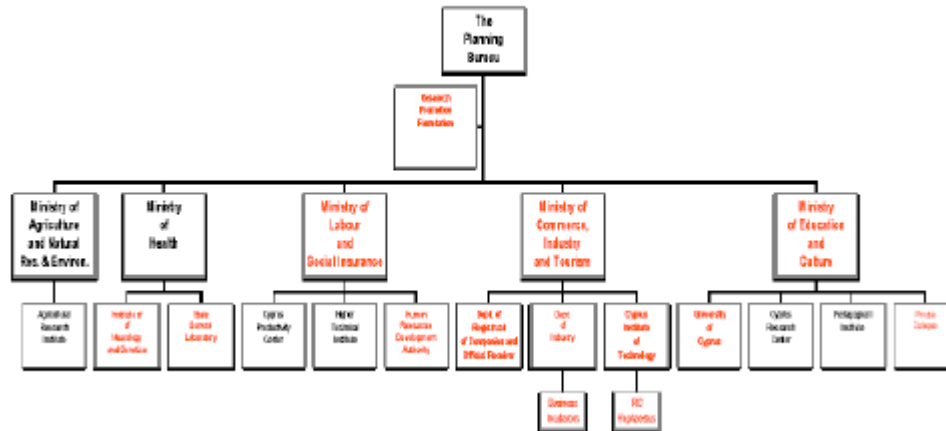 The
Planning
Bureau
Research
Promotion
Foundation
Ministry of
Agriculture
and Natural
Res. & Environ.
Ministry
of
Health
Ministry of
Labour
and
Social Insurance
Ministry of
Commerce,
Industry
and Tourism
Ministry
of Education
and
Culture
Agricultural
Research
Institute
Institute of
of
Neurology
and Genetics
State
General
Laboratory
Cyprus
Productivity
Center
Higher
Technical
Institute
Human
Resources
Development
Authority
Dept. of
Registrar
of Companies and
Official Receiver
Dept.
of
Industry
Cyprus
Institute
of
Technology
University
of
Cyprus
Cyprus
Research
Center
Pedagogical
Institute
Private
Colleges
Business
Incubators